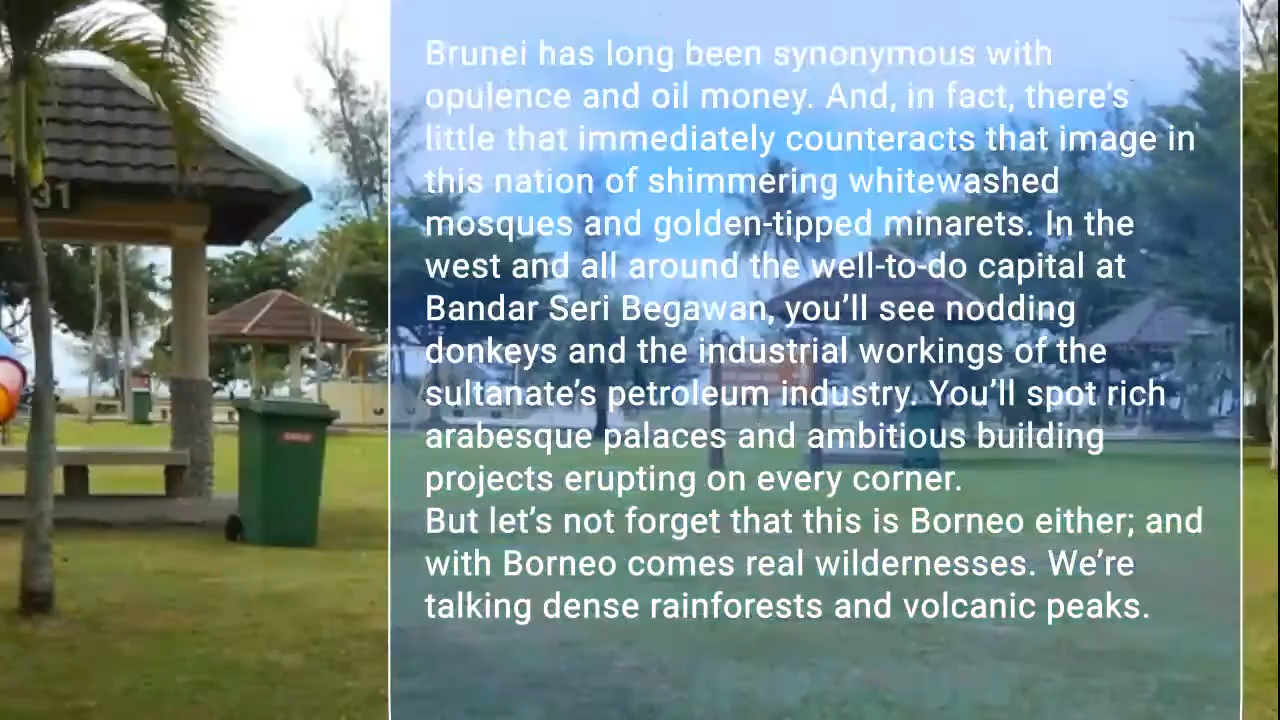 31
Brunei has long been synonymous with
opulence and oil money. And, in fact, there's
little that immediately counteracts that image in
this nation of shimmering whitewashed
mosques and golden-tipped minarets. In the
west and all around the well-to-do capital at
Bandar Seri Begawan, you’ll see nodding
donkeys and the industrial workings of the
sultanate’s petroleum industry. You’ll spot rich
arabesque palaces and ambitious building
projects erupting on every corner.
But let’s not forget that this is Borneo either; and
with Borneo comes real wildernesses. We’re
talking dense rainforests and volcanic peaks.